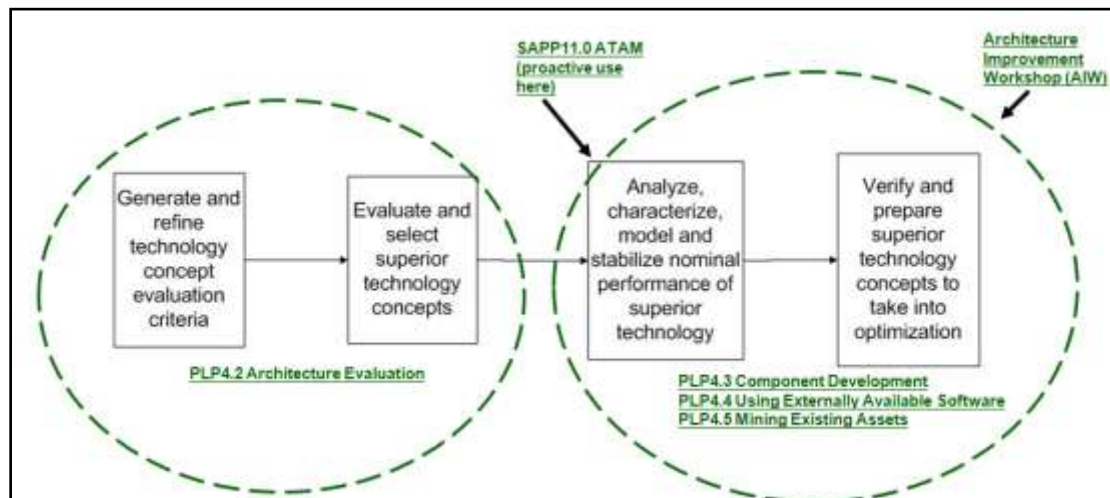 SAPP11.0 ATAM
(proactive use
here)
Architecture
Improvement
Workshop (AIW)
Generate and
refine
technology
concept
evaluation
criteria
Evaluate and
select
superior
technology
concepts
Analyze,
characterize,
model and
stabilize nominal
performance of
superior
technology
Verify and
prepare
superior
technology
concepts to
take into
optimization
PLP4.2 Architecture Evaluation
PLP4.3 Component Development
PLP4.4 Using Externally Available Software
PLP4.5 Mining Existing Assets